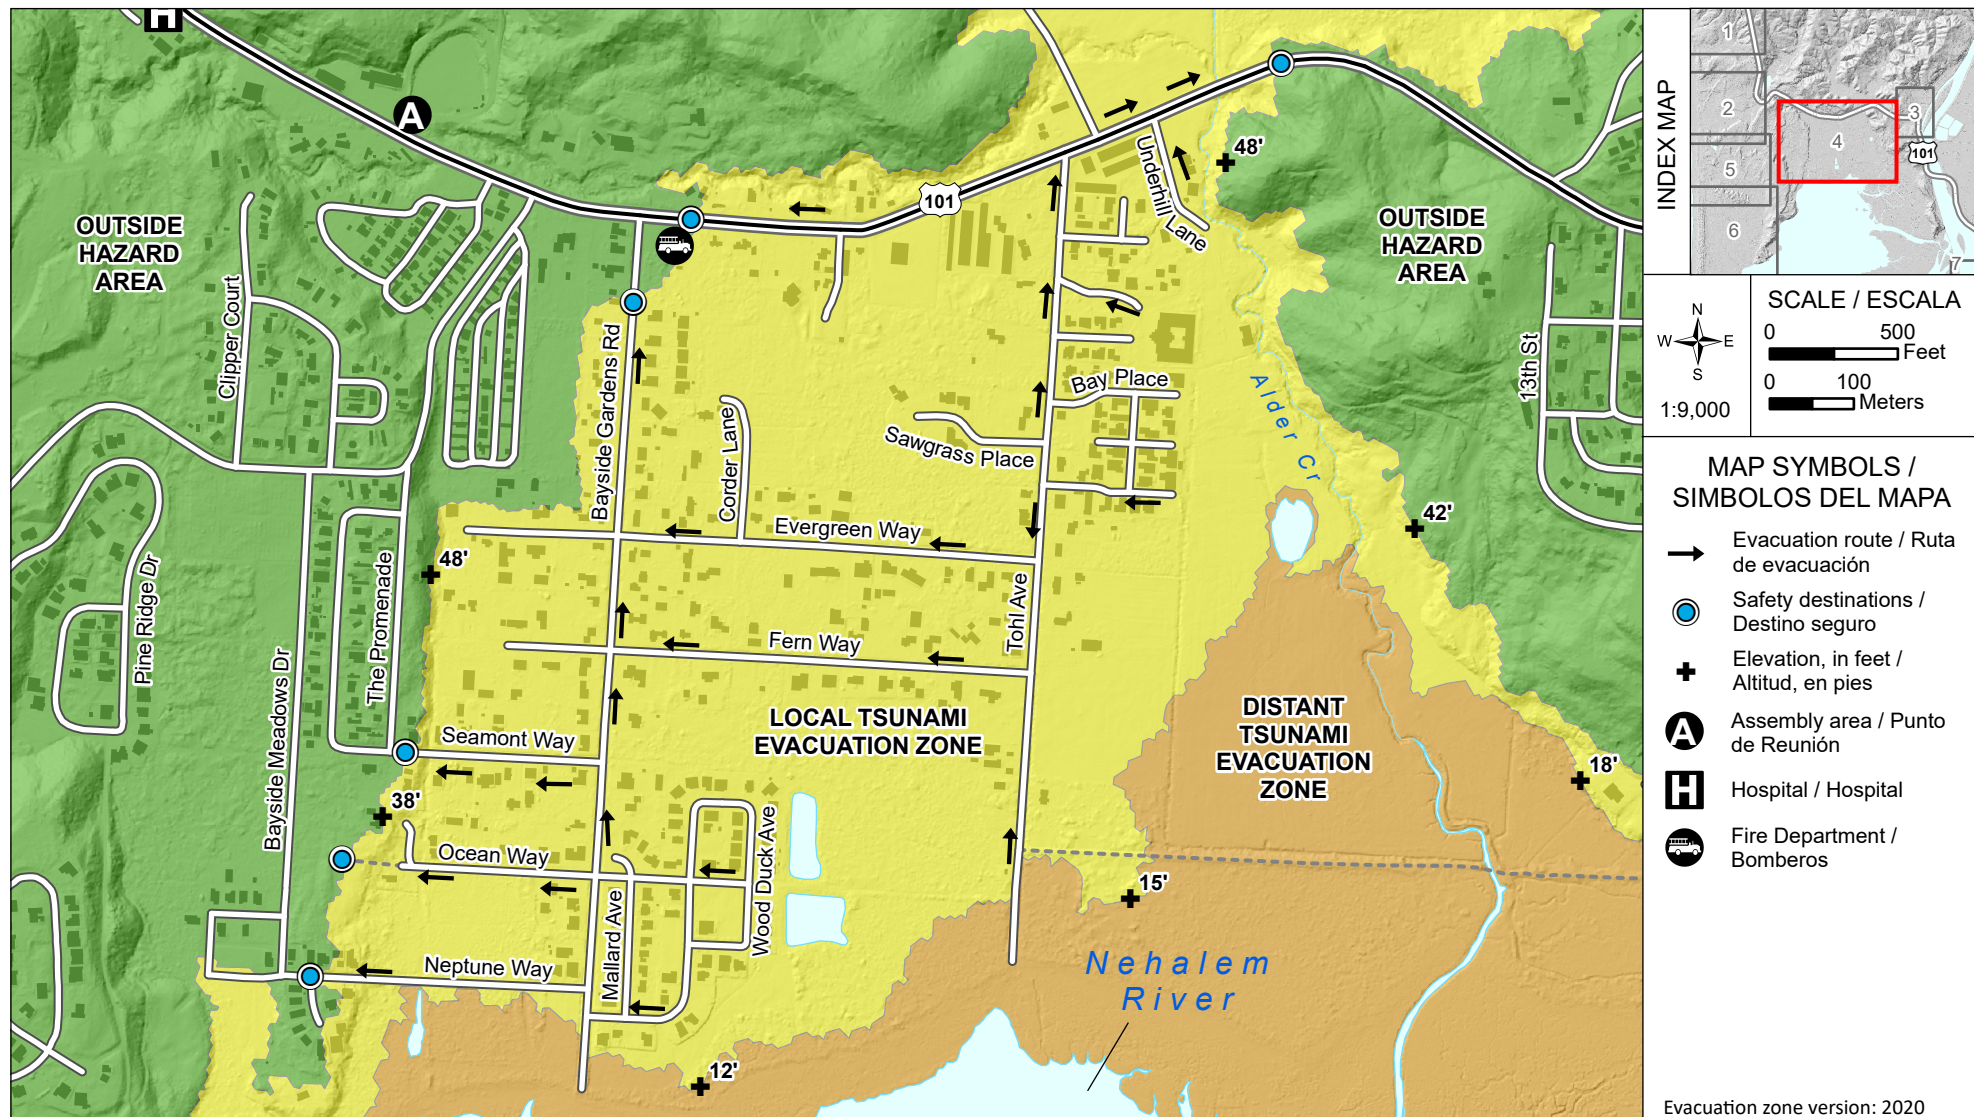 H
A
101
48'
Underhill Lane
OUTSIDE
HAZARD
AREA
OUTSIDE
HAZARD
AREA
Clipper Court
Bayside Gardens Rd
Corder Lane
Bay Place
Sawgrass Place
Alder Cr
13th St
42'
Evergreen Way
48'
Tohl Ave
Pine Ridge Dr
The Promenade
Bayside Meadows Dr
Fern Way
LOCAL TSUNAMI
EVACUATION ZONE
DISTANT
TSUNAMI
EVACUATION
ZONE
Seamont Way
18'
38'
Ocean Way
Wood Duck Ave
Mallard Ave
15'
Neptune Way
Nehalem
River
12'
INDEX MAP
1
2
3
4
5
6
7
101
N
W
E
S
1:9,000
SCALE / ESCALA
0 500
Feet
0 100
Meters
MAP SYMBOLS /
SIMBOLOS DEL MAPA
Evacuation route / Ruta
de evacuación
Safety destinations /
Destino seguro
Elevation, in feet /
Altitud, en pies
A
Assembly area / Punto
de Reunión
H
Hospital / Hospital
Fire Department /
Bomberos
Evacuation zone version: 2020